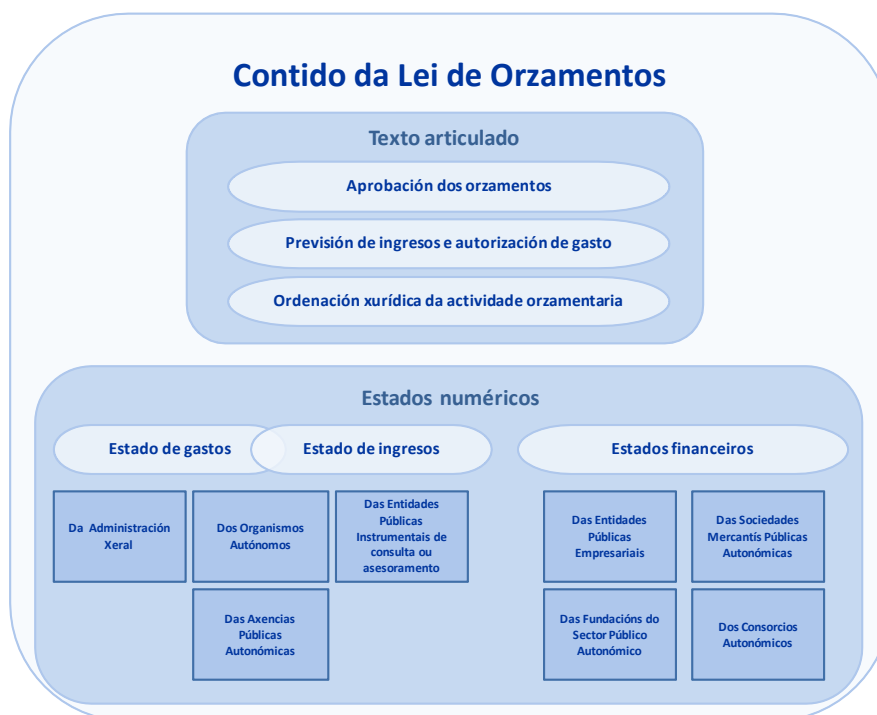 Contido da Lei de Orzamentos
Texto articulado
Aprobación dos orzamentos
Previsión de ingresos e autorización de gasto
Ordenación xurídica da actividade orzamentaria
Estados numéricos
Estado de gastos
Estado de ingresos
Estados financeiros
Da Administración
Xeral
Dos Organismos
Autónomos
Das Entidades
Públicas
Instrumentais de
consulta ou
asesoramento
Das Entidades
Públicas
Empresariais
Das Sociedades
Mercantís Públicas
Autonómicas
Das Axencias
Públicas
Autonómicas
Das Fundacións do
Sector Público
Autonómico
Dos Consorcios
Autonómicos